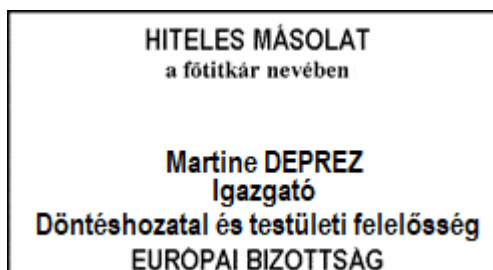 HITELES MÁSOLAT
a főtitkár nevében
Martine DEPREZ
Igazgató
Döntéshozatal és testületi felelősség
EURÓPAI BIZOTTSÁG